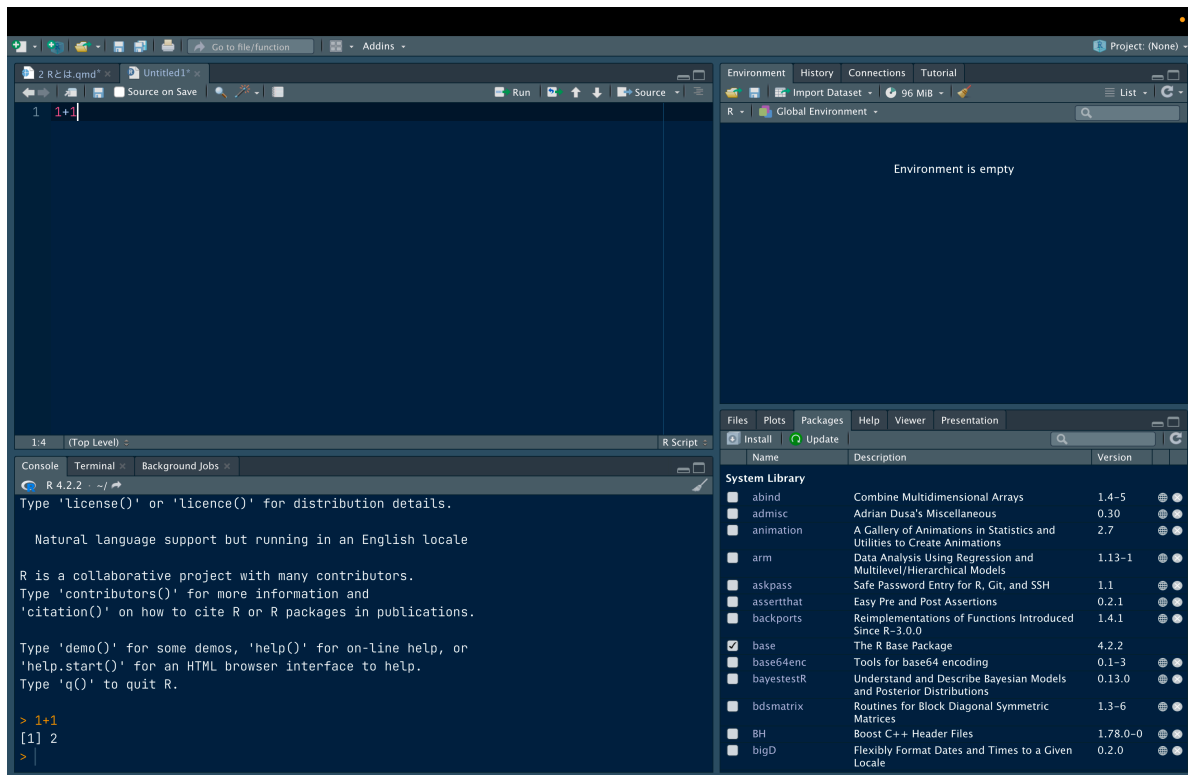 Go to file/function Addins Project: (None)
2 Rとは.qmd* Untitled1*
Source on Save Run Source
1 1+1
1:4 (Top Level) R Script
Console Terminal Background Jobs
R 4.2.2 · ~/
Type 'license()' or 'licence()' for distribution details.
Natural language support but running in an English locale
R is a collaborative project with many contributors.
Type 'contributors()' for more information and
'citation()' on how to cite R or R packages in publications.
Type 'demo()' for some demos, 'help()' for on-line help, or
'help.start()' for an HTML browser interface to help.
Type 'q()' to quit R.
> 1+1
[1] 2
>
Environment History Connections Tutorial
Import Dataset 96 MiB List
R Global Environment
Environment is empty
Files Plots Packages Help Viewer Presentation
Install Update
Name Description Version
System Library
abind Combine Multidimensional Arrays 1.4-5
admisc Adrian Dusa's Miscellaneous 0.30
animation A Gallery of Animations in Statistics and 2.7
Utilities to Create Animations
arm Data Analysis Using Regression and 1.13-1
Multilevel/Hierarchical Models
askpass Safe Password Entry for R, Git, and SSH 1.1
assertthat Easy Pre and Post Assertions 0.2.1
backports Reimplementations of Functions Introduced 1.4.1
Since R-3.0.0
base The R Base Package 4.2.2
base64enc Tools for base64 encoding 0.1-3
bayestestR Understand and Describe Bayesian Models 0.13.0
and Posterior Distributions
bdsmatrix Routines for Block Diagonal Symmetric 1.3-6
Matrices
BH Boost C++ Header Files 1.78.0-0
bigD Flexibly Format Dates and Times to a Given 0.2.0
Locale